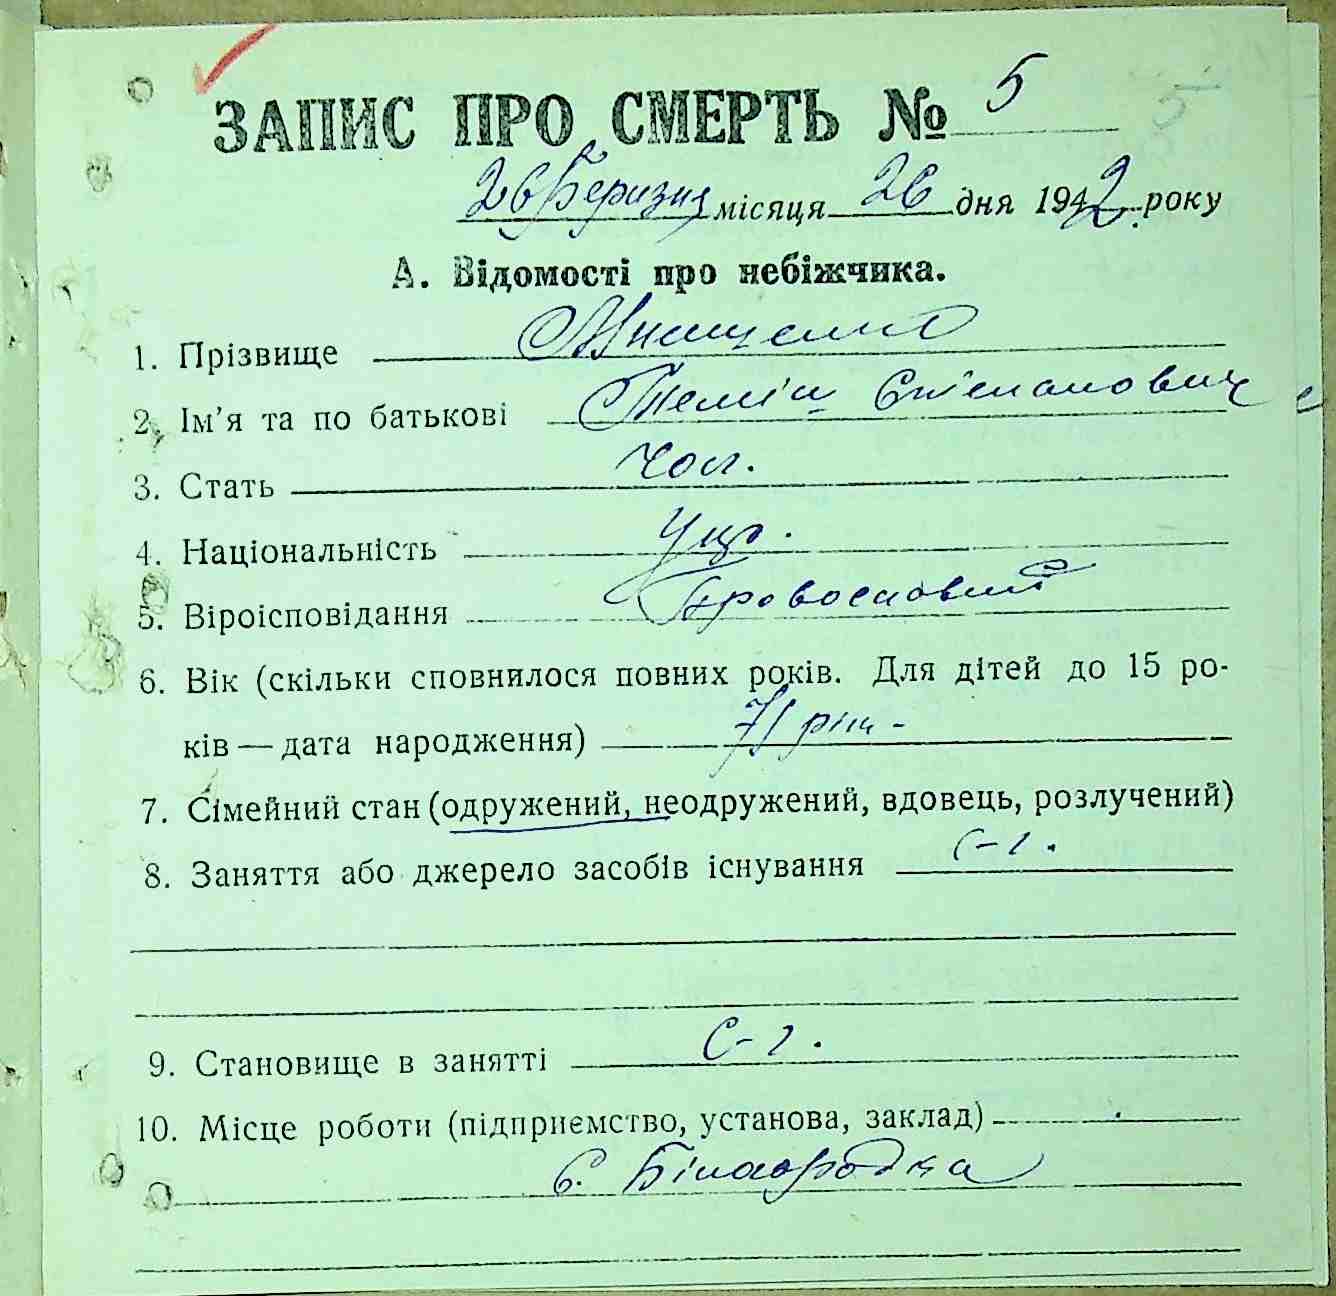 ЗАПИС ПРО СМЕРТЬ № 5 5
26 Березня місяця 26 дня 1942 року
А. Відомості про небіжчика.
1. Прізвище
2. Ім'я та по батькові Степанович
3. Стать чол.
4. Національність Укр.
5. Віроісповідання Провославний
6. Вік (скільки сповнилося повних років. Для дітей до 15 ро-
ків — дата народження) 71 рік
7. Сімейний стан (одружений, неодружений, вдовець, розлучений)
8. Заняття або джерело засобів існування с-г.
9. Становище в занятті с-г.
10. Місце роботи (підприємство, установа, заклад)
с. Білогородка